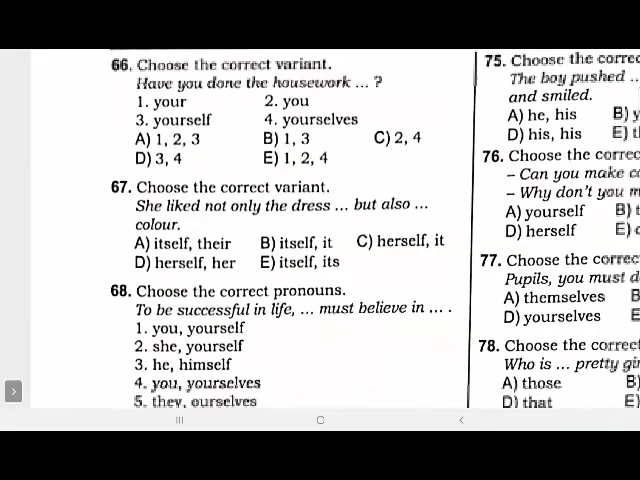 66. Choose the correct variant.
Have you done the housework ... ?
1. your 2. you
3. yourself 4. yourselves
A) 1, 2, 3 B) 1, 3 C) 2, 4
D) 3, 4 E) 1, 2, 4
67. Choose the correct variant.
She liked not only the dress ... but also ...
colour.
A) itself, their B) itself, it C) herself, it
D) herself, her E) itself, its
68. Choose the correct pronouns.
To be successful in life, ... must believe in ... .
1. you, yourself
2. she, yourself
3. he, himself
4. you, yourselves
5. they, ourselves
75. Choose the correc
The boy pushed ..
and smiled.
A) he, his B) y
D) his, his E) t
76. Choose the correc
– Can you make c
– Why don't you m
A) yourself B) t
D) herself E)
77. Choose the correc
Pupils, you must d
A) themselves B
D) yourselves E
78. Choose the correct
Who is ... pretty gir
A) those B)
D) that E)